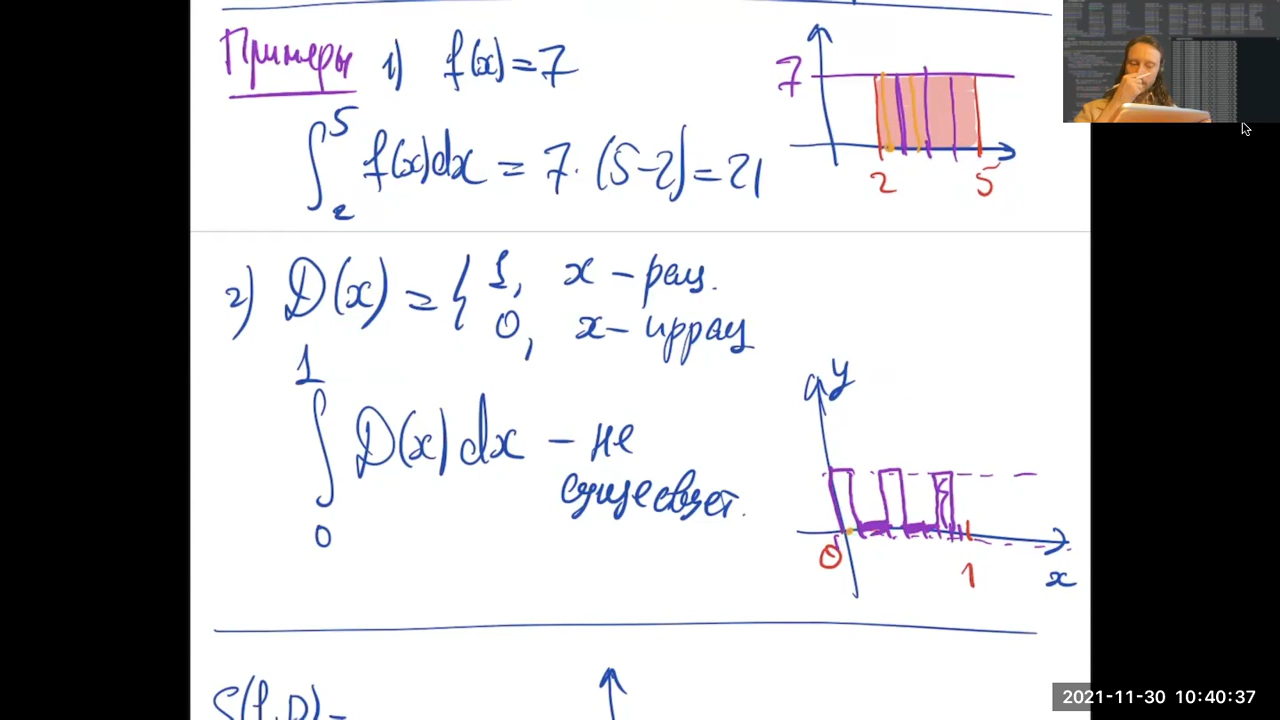 Примеры 1) f(x)=7
∫₂⁵ f(x)dx = 7·(5-2)=21
7
2 5
2) D(x) = { 1, x - рац.
0, x - иррац
∫₀¹ D(x)dx - не
существует.
y
0 1 x
S(f,D)=
2021-11-30 10:40:37